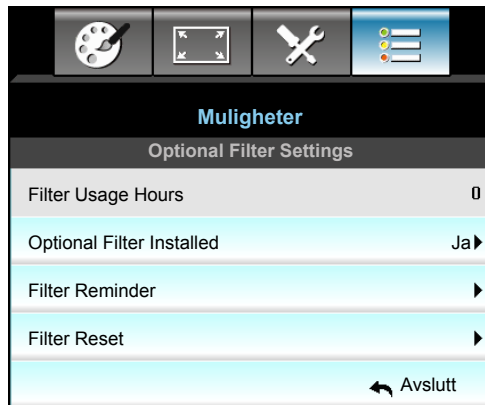 Muligheter
Optional Filter Settings
Filter Usage Hours 0
Optional Filter Installed Ja
Filter Reminder
Filter Reset
Avslutt